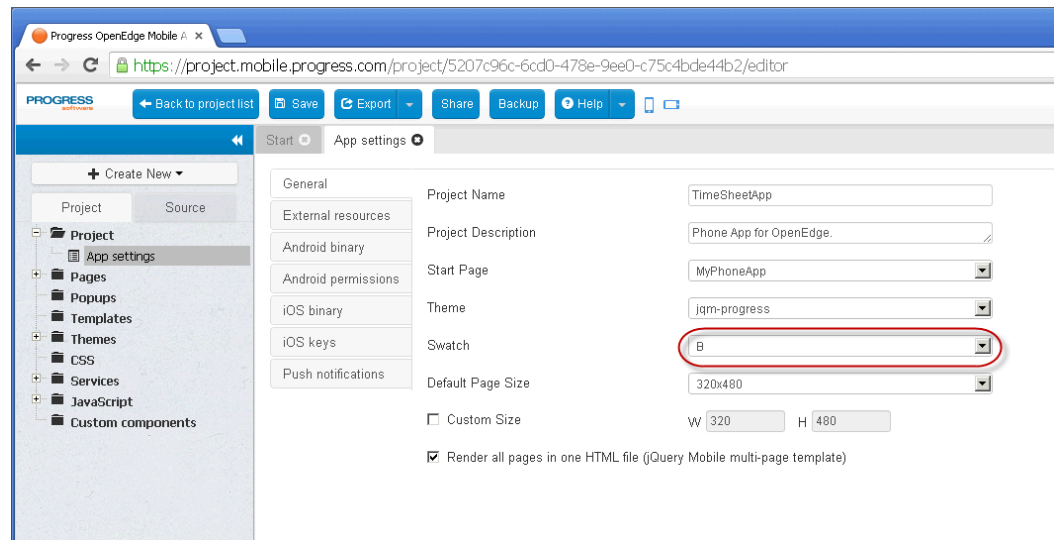 Progress OpenEdge Mobile A
https://project.mobile.progress.com/project/5207c96c-6cd0-478e-9ee0-c75c4bde44b2/editor
PROGRESS
software
Back to project list
Save
Export
Share
Backup
Help
Start
App settings
Create New
Project
Source
Project
App settings
Pages
Popups
Templates
Themes
CSS
Services
JavaScript
Custom components
General
External resources
Android binary
Android permissions
iOS binary
iOS keys
Push notifications
Project Name
TimeSheetApp
Project Description
Phone App for OpenEdge.
Start Page
MyPhoneApp
Theme
jqm-progress
Swatch
B
Default Page Size
320x480
Custom Size
W 320 H 480
Render all pages in one HTML file (jQuery Mobile multi-page template)